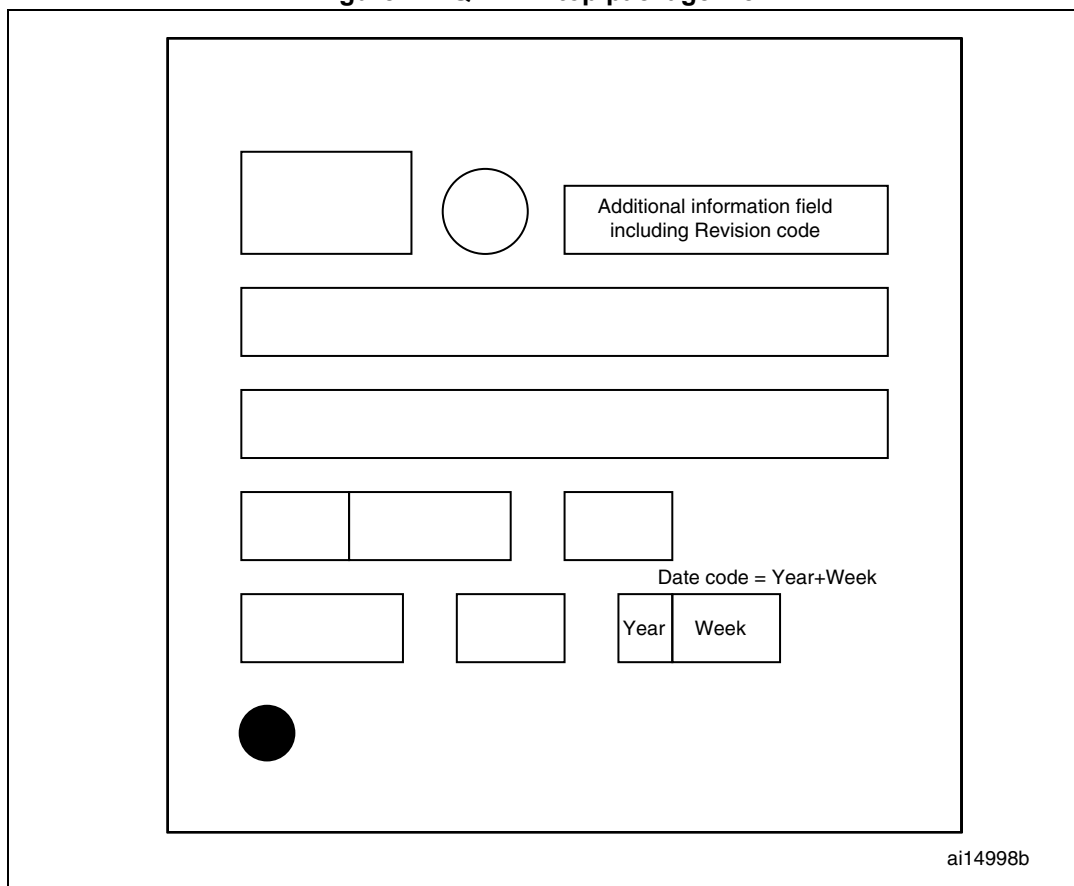 Additional information field
including Revision code
Date code = Year+Week
Year Week
ai14998b